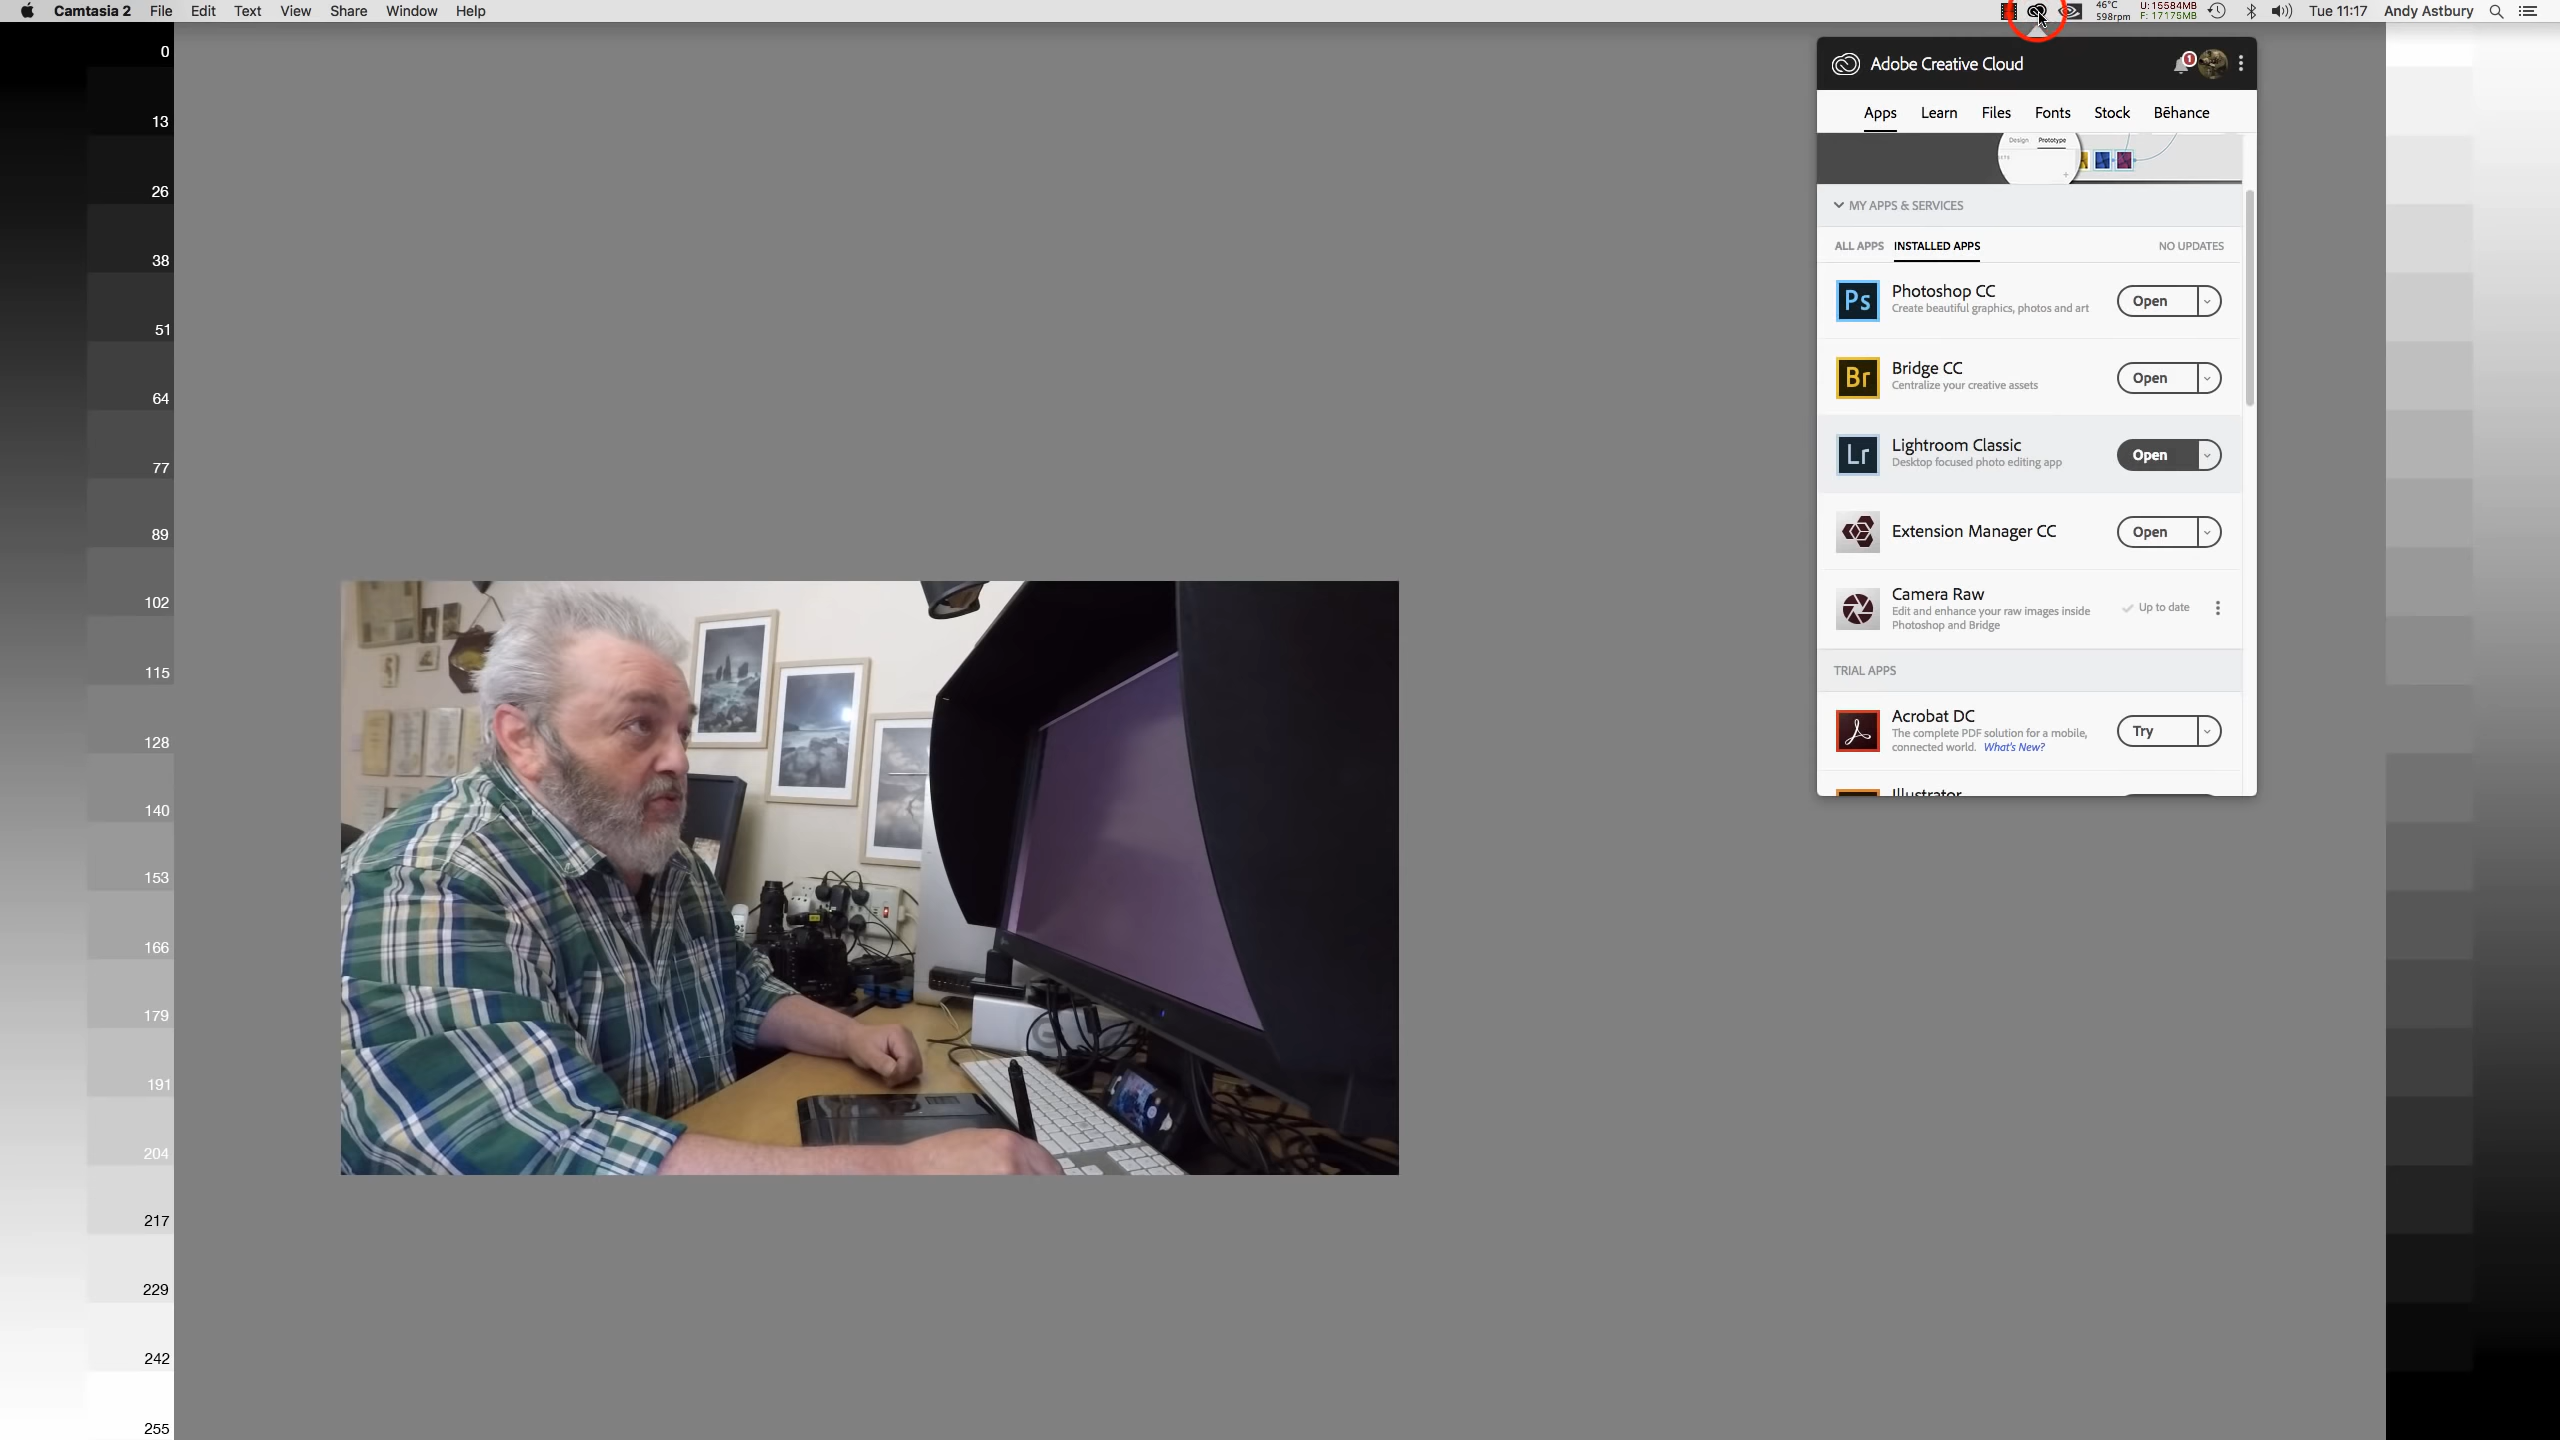 Camtasia 2 File Edit Text View Share Window Help
46°C
598rpm
U:15584MB
F: 17175MB
Tue 11:17 Andy Astbury
0
13
26
38
51
64
77
89
102
115
128
140
153
166
179
191
204
217
229
242
255
Adobe Creative Cloud
1
Apps Learn Files Fonts Stock Bēhance
Design Prototype
MY APPS & SERVICES
ALL APPS INSTALLED APPS NO UPDATES
Ps
Photoshop CC
Create beautiful graphics, photos and art
Open
Br
Bridge CC
Centralize your creative assets
Open
Lr
Lightroom Classic
Desktop focused photo editing app
Open
Extension Manager CC
Open
Camera Raw
Edit and enhance your raw images inside
Photoshop and Bridge
Up to date
TRIAL APPS
Acrobat DC
The complete PDF solution for a mobile,
connected world. What's New?
Try
Illustrator